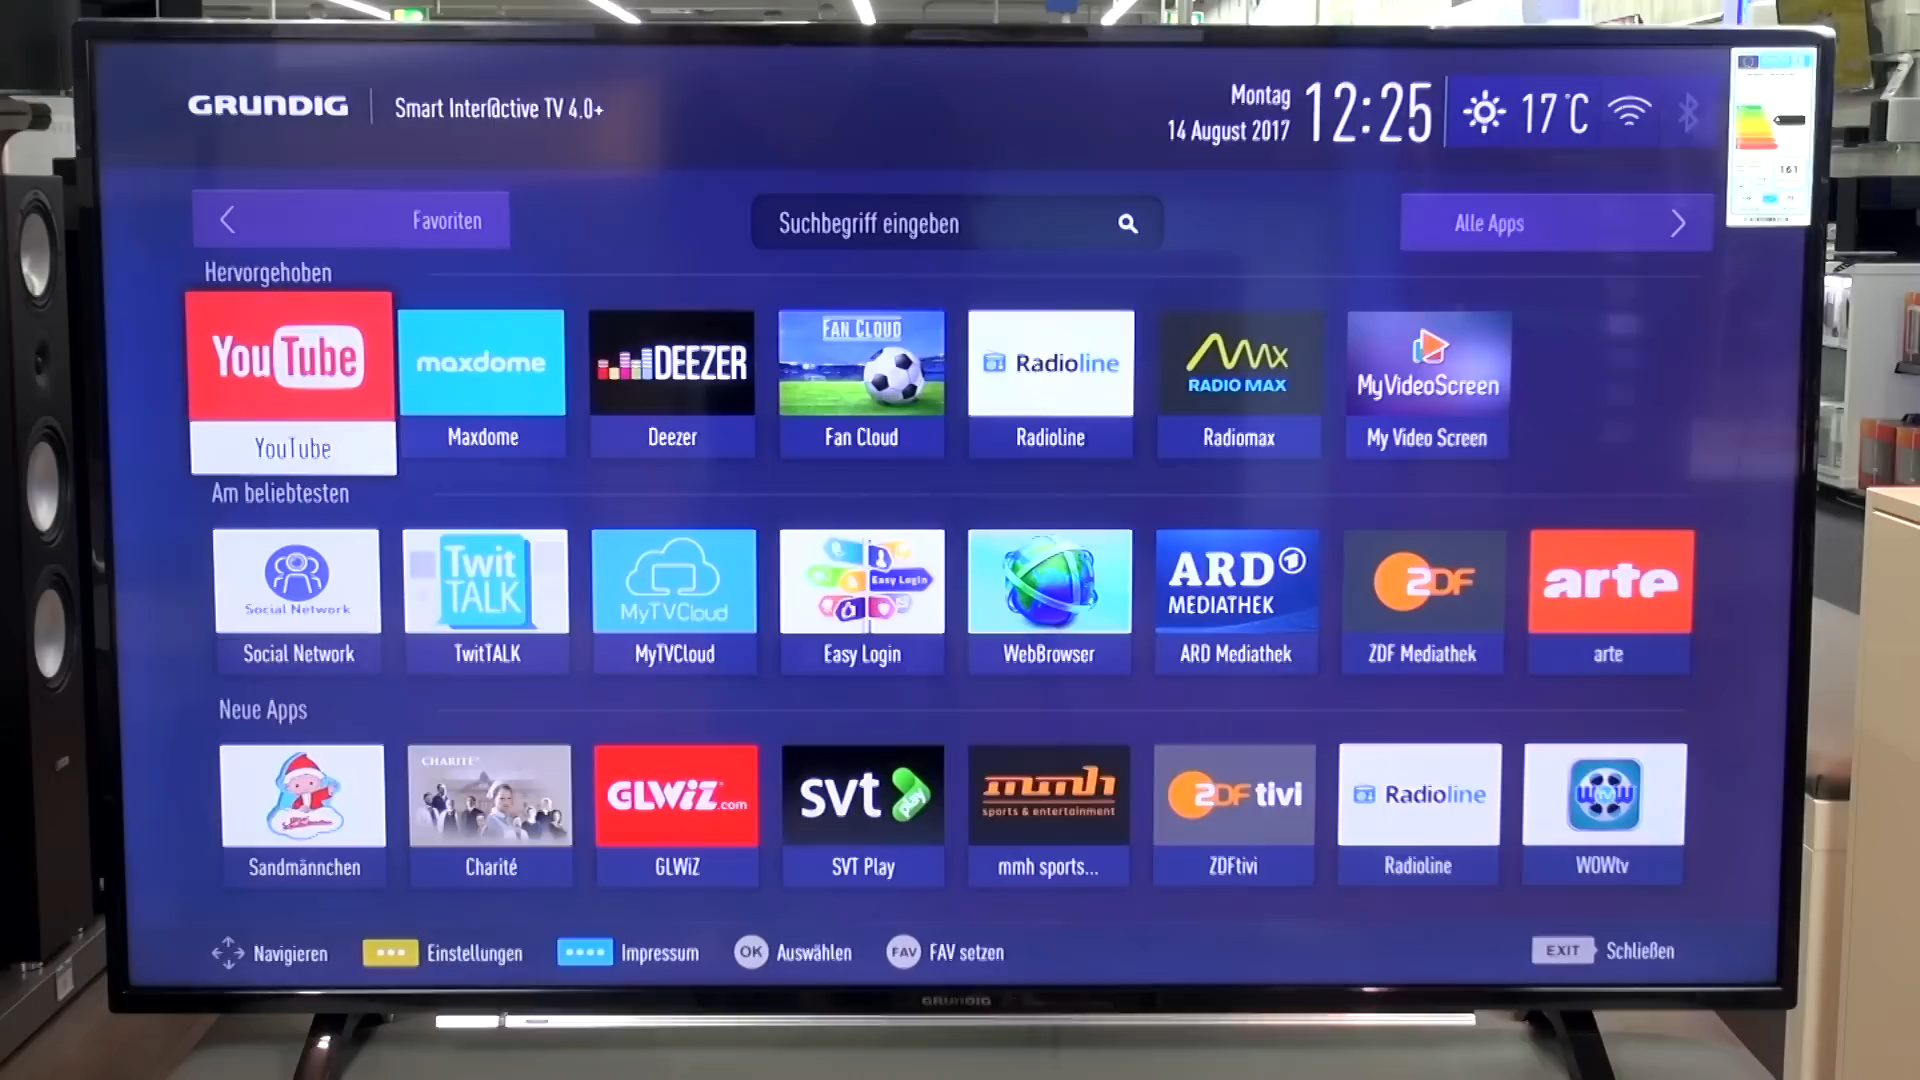 GRUNDIG
Smart Inter@ctive TV 4.0+
Montag
14 August 2017
12:25
17°C
161
Favoriten
Suchbegriff eingeben
Alle Apps
Hervorgehoben
YouTube
maxdome
DEEZER
FAN CLOUD
Radioline
MAX
RADIO MAX
MyVideoScreen
YouTube
Maxdome
Deezer
Fan Cloud
Radioline
Radiomax
My Video Screen
Am beliebtesten
Social Network
Twit
TALK
MyTVCloud
Easy Login
ARD 1
MEDIATHEK
ZDF
arte
Social Network
TwitTALK
MyTVCloud
Easy Login
WebBrowser
ARD Mediathek
ZDF Mediathek
arte
Neue Apps
CHARITÉ
GLWiZ.com
svt play
mmh
sports & entertainment
ZDFtivi
Radioline
WtvW
Sandmännchen
Charité
GLWiZ
SVT Play
mmh sports...
ZDFtivi
Radioline
WOWtv
Navigieren
Einstellungen
Impressum
OK Auswählen
FAV FAV setzen
EXIT Schließen
GRUNDIG